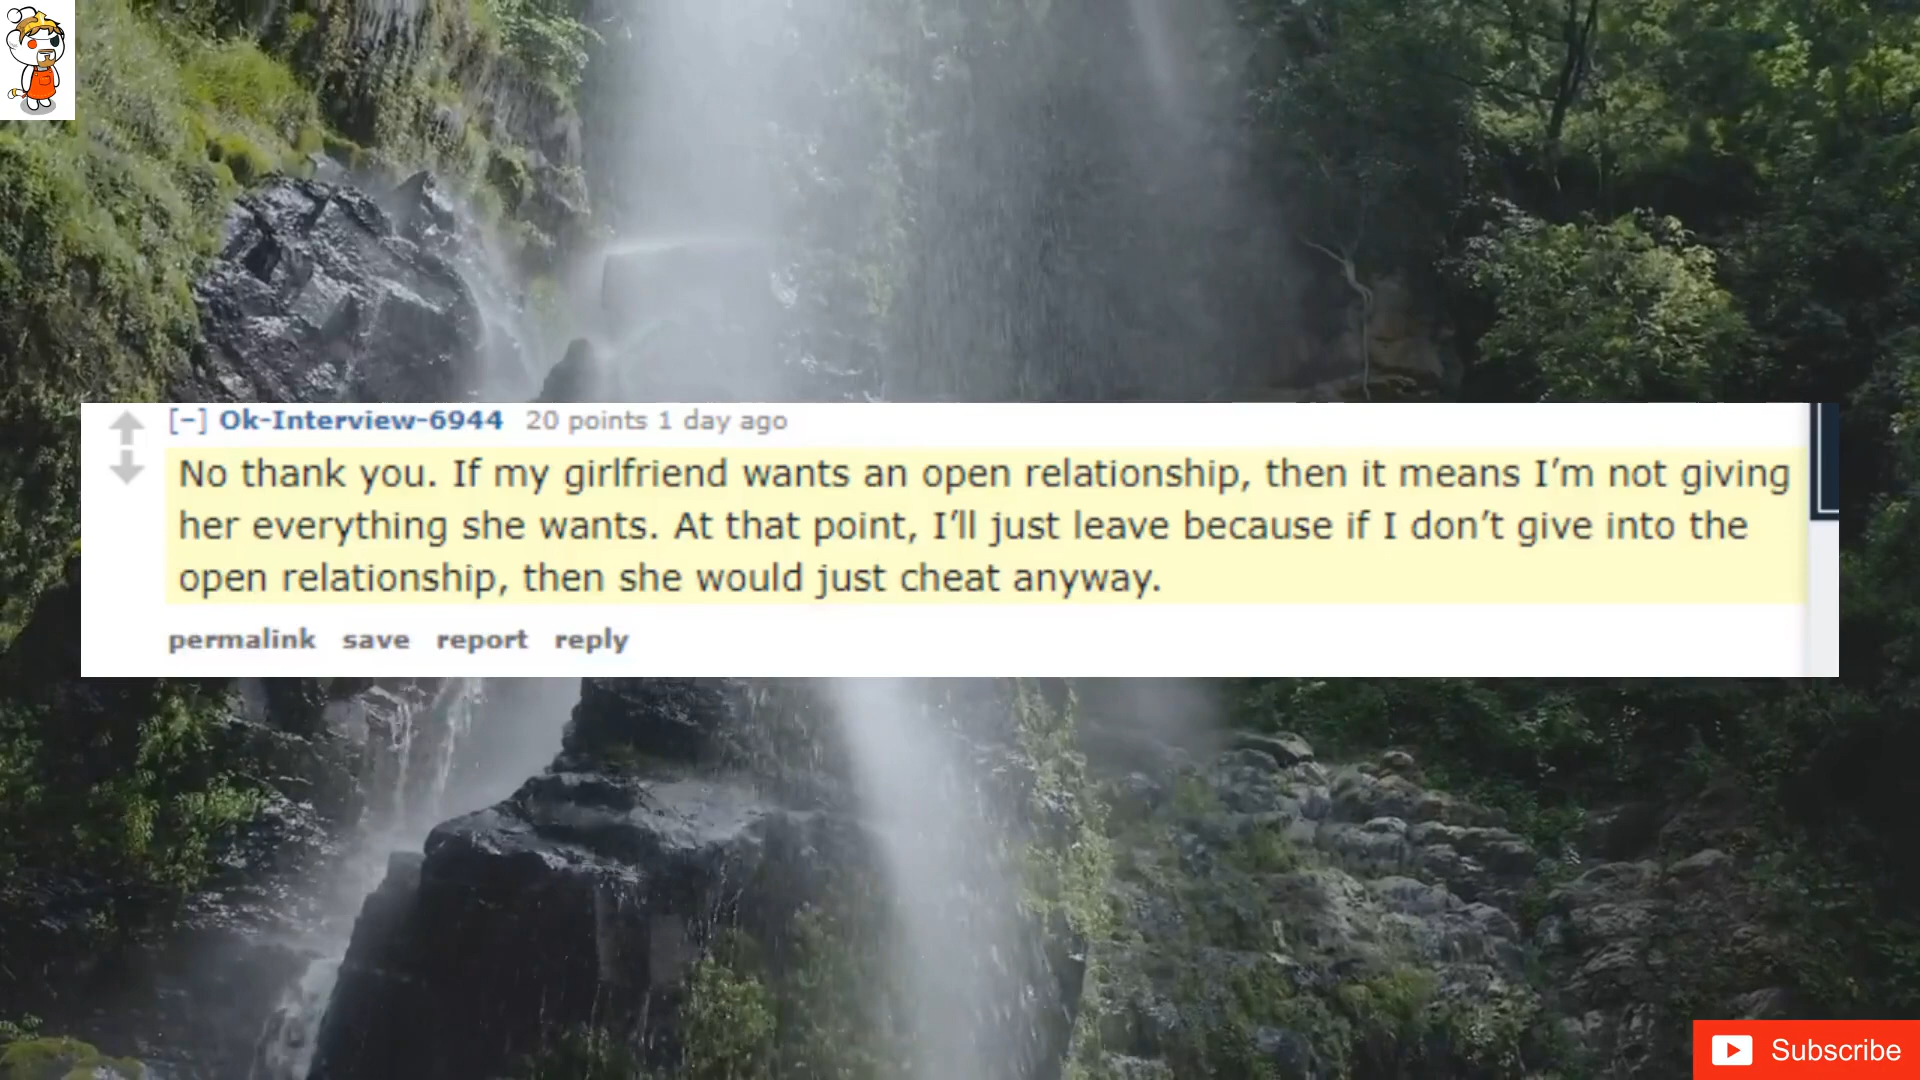 [–] Ok-Interview-6944 20 points 1 day ago
No thank you. If my girlfriend wants an open relationship, then it means I’m not giving
her everything she wants. At that point, I’ll just leave because if I don’t give into the
open relationship, then she would just cheat anyway.
permalink save report reply
Subscribe